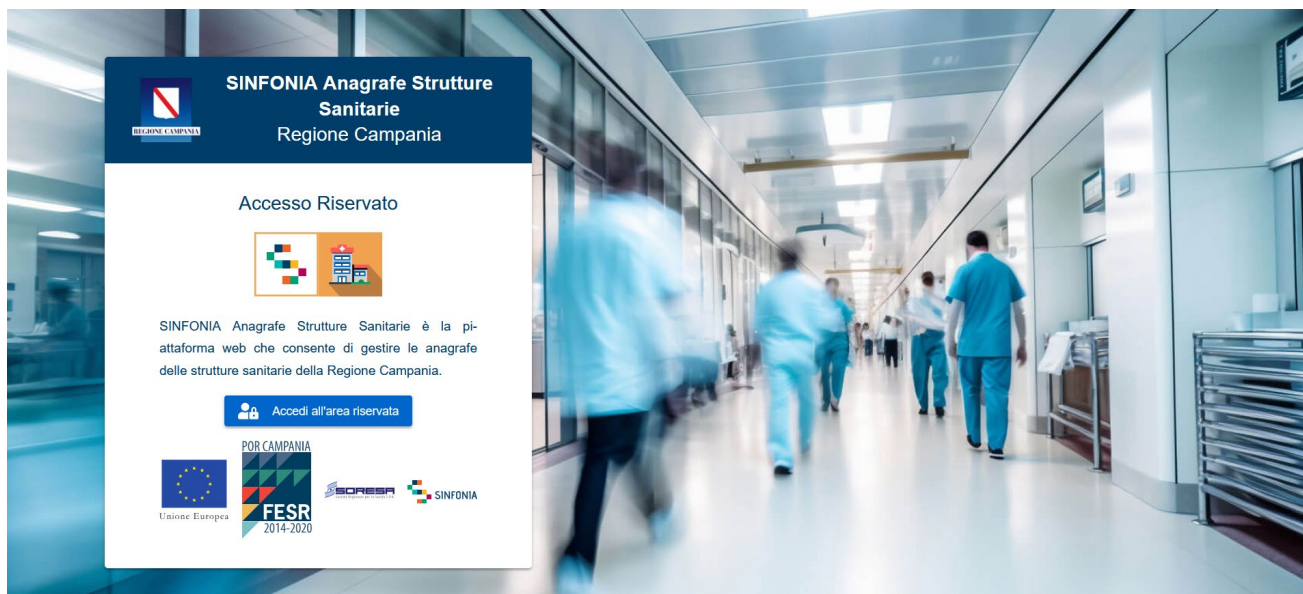 SINFONIA Anagrafe Strutture
Sanitarie
Regione Campania
REGIONE CAMPANIA
Accesso Riservato
SINFONIA Anagrafe Strutture Sanitarie è la pi-
attaforma web che consente di gestire le anagrafe
delle strutture sanitarie della Regione Campania.
Accedi all'area riservata
POR CAMPANIA
FESR
2014-2020
Unione Europea
SORESA
SINFONIA